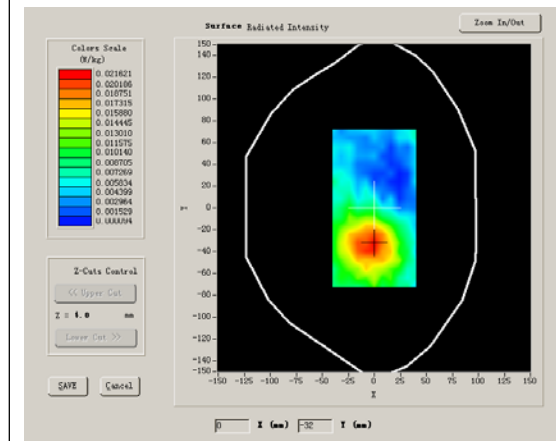 Surface Radiated Intensity
Zoom In/Out
Colors Scale
(W/kg)
0.021621
0.020186
0.018751
0.017315
0.015880
0.014445
0.013010
0.011575
0.010140
0.008705
0.007269
0.005834
0.004399
0.002964
0.001529
0.000094
150
120
100
80
60
40
20
0
-20
-40
-60
-80
-100
-120
-140
-150
Y
-150 -125 -100 -75 -50 -25 0 25 50 75 100 125 150
X
Z-Cuts Control
<< Upper Cut
Z = 4.0 mm
Lower Cut >>
SAVE Cancel
0 X (mm) -32 Y (mm)